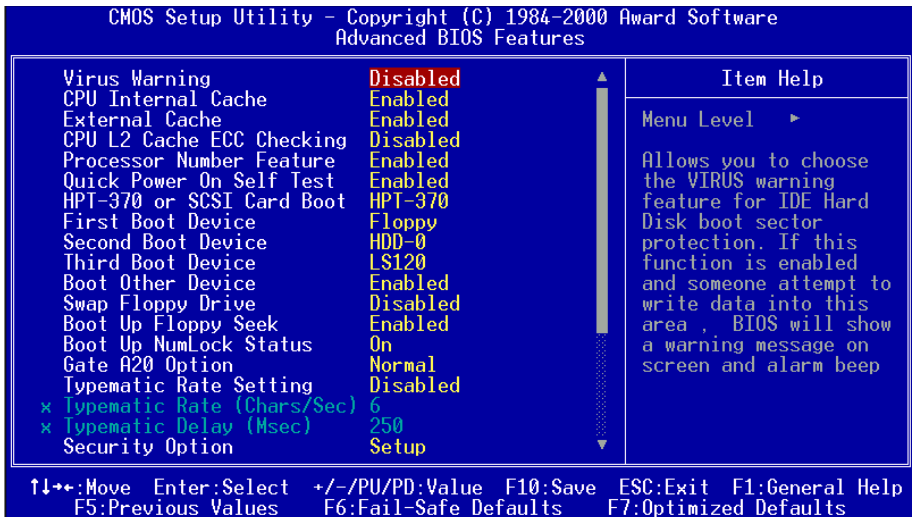 CMOS Setup Utility - Copyright (C) 1984-2000 Award Software
Advanced BIOS Features
Virus Warning Disabled
CPU Internal Cache Enabled
External Cache Enabled
CPU L2 Cache ECC Checking Disabled
Processor Number Feature Enabled
Quick Power On Self Test Enabled
HPT-370 or SCSI Card Boot HPT-370
First Boot Device Floppy
Second Boot Device HDD-0
Third Boot Device LS120
Boot Other Device Enabled
Swap Floppy Drive Disabled
Boot Up Floppy Seek Enabled
Boot Up NumLock Status On
Gate A20 Option Normal
Typematic Rate Setting Disabled
x Typematic Rate (Chars/Sec) 6
x Typematic Delay (Msec) 250
Security Option Setup
Item Help
Menu Level ►
Allows you to choose
the VIRUS warning
feature for IDE Hard
Disk boot sector
protection. If this
function is enabled
and someone attempt to
write data into this
area , BIOS will show
a warning message on
screen and alarm beep
↑↓→←:Move Enter:Select +/-/PU/PD:Value F10:Save ESC:Exit F1:General Help
F5:Previous Values F6:Fail-Safe Defaults F7:Optimized Defaults